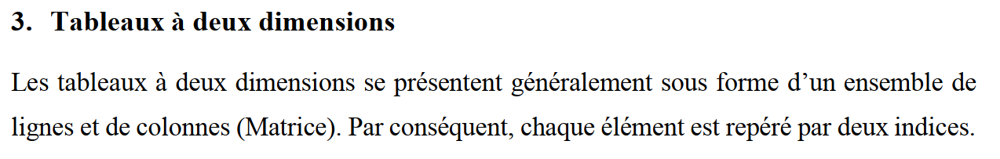 3. Tableaux à deux dimensions
Les tableaux à deux dimensions se présentent généralement sous forme d’un ensemble de
lignes et de colonnes (Matrice). Par conséquent, chaque élément est repéré par deux indices.